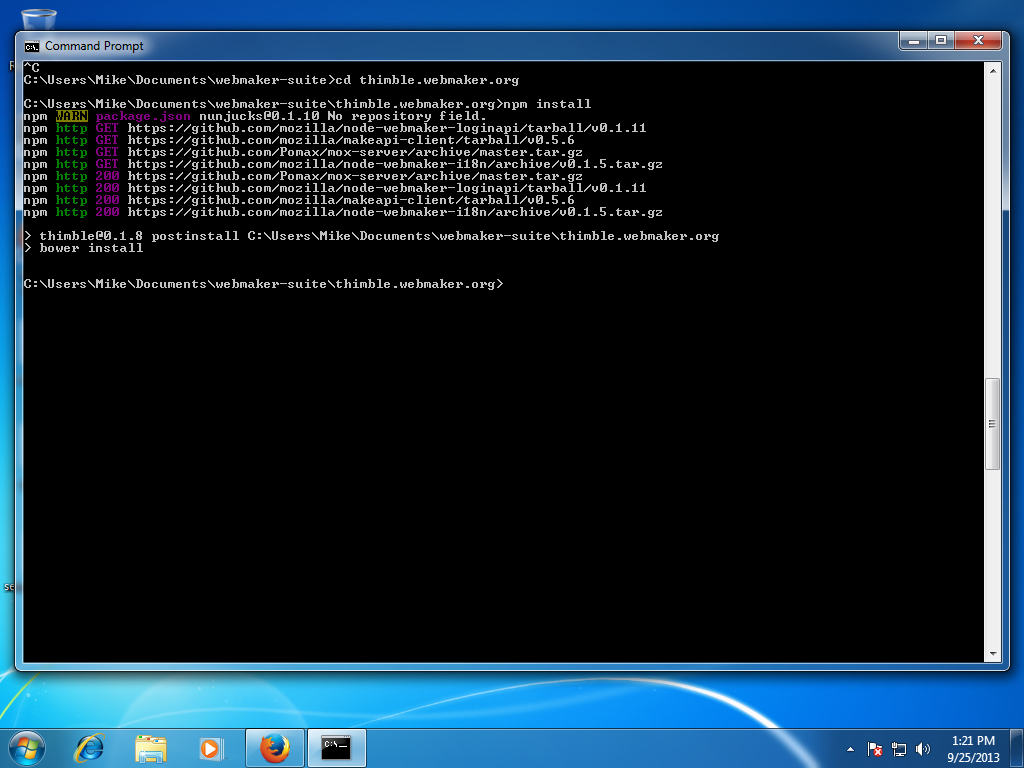 Command Prompt
^C
C:\Users\Mike\Documents\webmaker-suite>cd thimble.webmaker.org
C:\Users\Mike\Documents\webmaker-suite\thimble.webmaker.org>npm install
npm WARN package.json nunjucks@0.1.10 No repository field.
npm http GET https://github.com/mozilla/node-webmaker-loginapi/tarball/v0.1.11
npm http GET https://github.com/mozilla/makeapi-client/tarball/v0.5.6
npm http GET https://github.com/Pomax/mox-server/archive/master.tar.gz
npm http GET https://github.com/mozilla/node-webmaker-i18n/archive/v0.1.5.tar.gz
npm http 200 https://github.com/Pomax/mox-server/archive/master.tar.gz
npm http 200 https://github.com/mozilla/node-webmaker-loginapi/tarball/v0.1.11
npm http 200 https://github.com/mozilla/makeapi-client/tarball/v0.5.6
npm http 200 https://github.com/mozilla/node-webmaker-i18n/archive/v0.1.5.tar.gz
> thimble@0.1.8 postinstall C:\Users\Mike\Documents\webmaker-suite\thimble.webmaker.org
> bower install
C:\Users\Mike\Documents\webmaker-suite\thimble.webmaker.org>
1:21 PM
9/25/2013